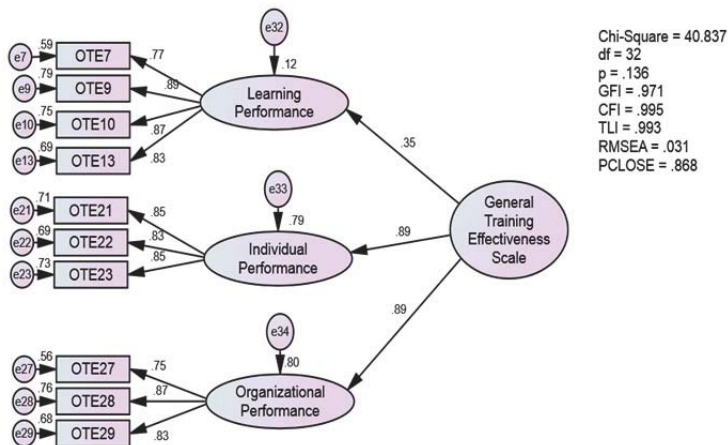 e32
Chi-Square = 40.837
df = 32
p = .136
GFI = .971
CFI = .995
TLI = .993
RMSEA = .031
PCLOSE = .868
e7
.59
OTE7
.77
.12
e9
.79
OTE9
.89
Learning
Performance
e10
.75
OTE10
.87
e13
.69
OTE13
.83
.35
e33
e21
.71
OTE21
.85
.79
General
Training
Effectiveness
Scale
e22
.69
OTE22
.83
Individual
Performance
.89
e23
.73
OTE23
.85
.89
e34
e27
.56
OTE27
.75
.80
e28
.76
OTE28
.87
Organizational
Performance
e29
.68
OTE29
.83